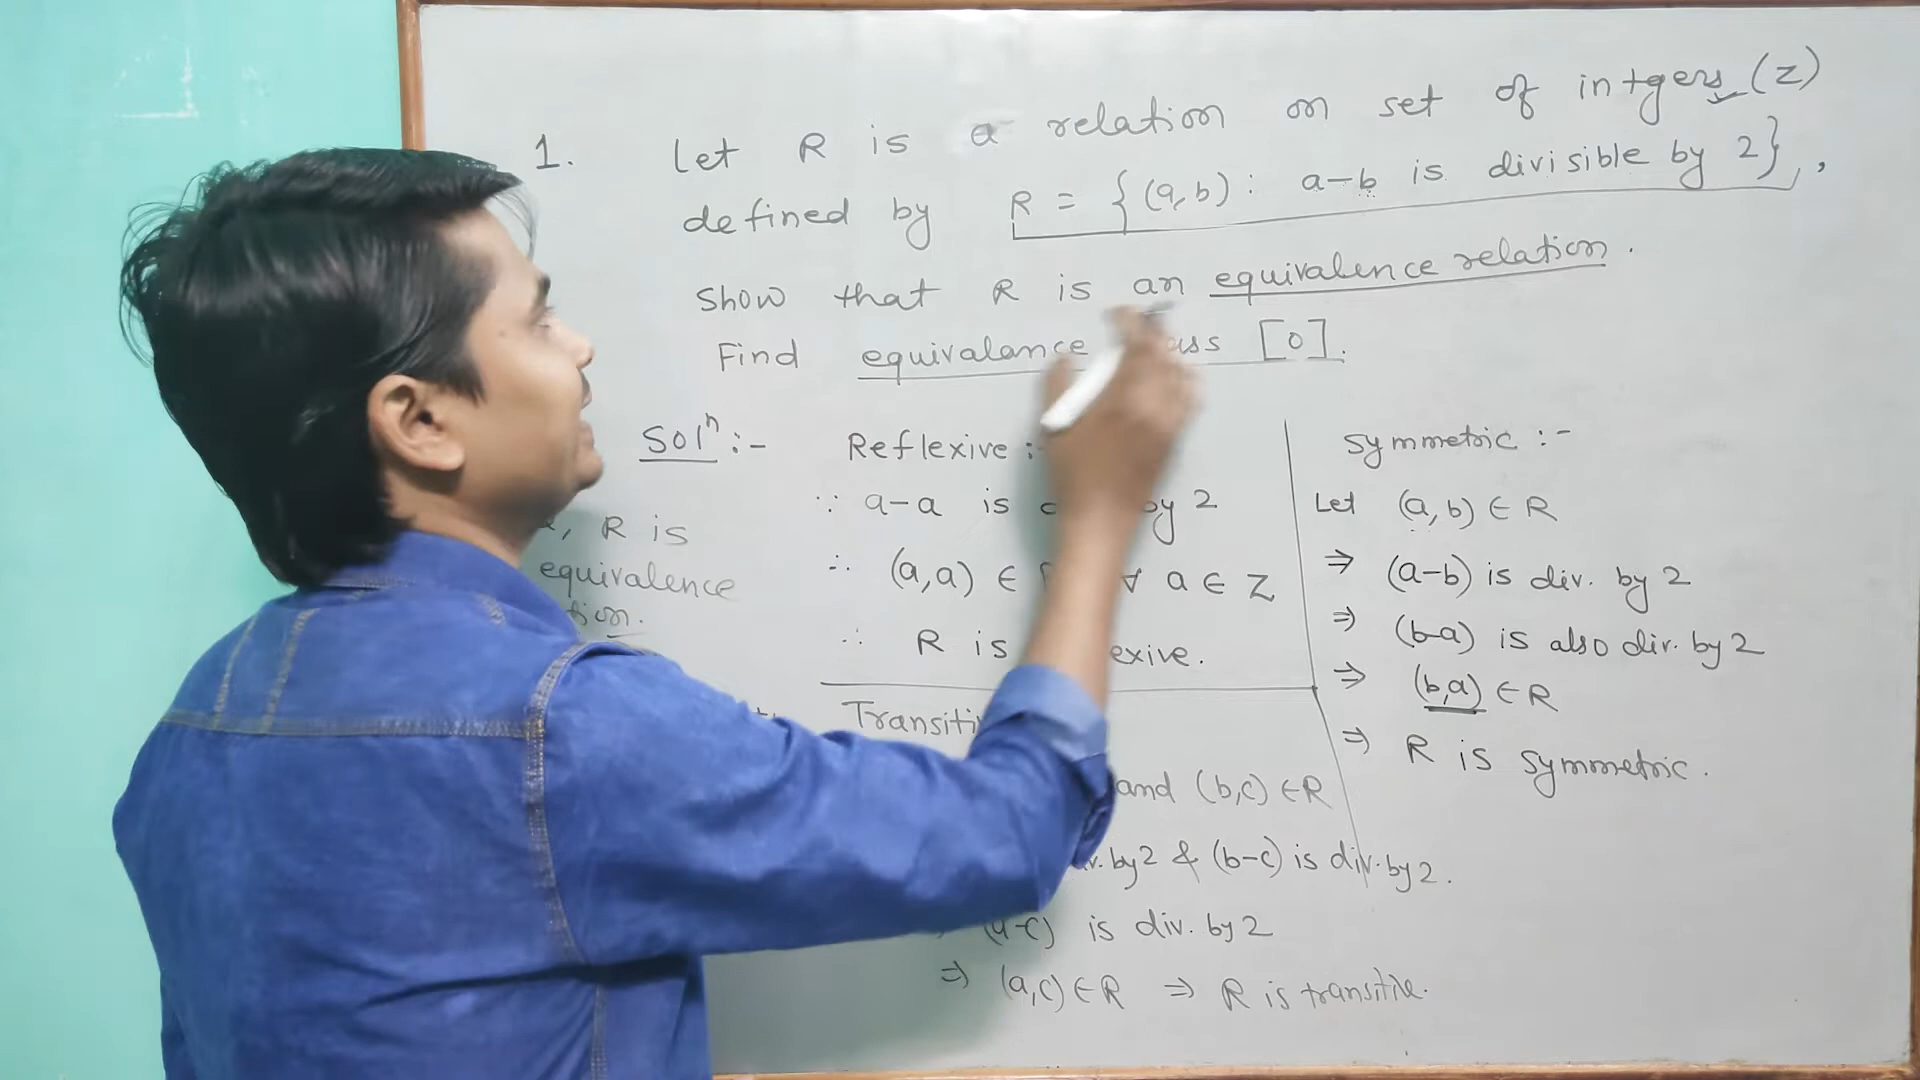 1. Let R is a relation on set of intgers (Z)
defined by R = {(a,b): a-b is divisible by 2},
Show that R is an equivalence relation.
Find equivalance [0].
Solⁿ :-
R is
equivalence
Reflexive :-
∵ a-a is by 2
∴ (a,a) ∈ ∀ a ∈ Z
∴ R is
Symmetric :-
Let (a,b) ∈ R
⇒ (a-b) is div. by 2
⇒ (b-a) is also div. by 2
⇒ (b,a) ∈ R
⇒ R is symmetric.
and (b,c) ∈ R
by 2 & (b-c) is div. by 2.
(a-c) is div. by 2
⇒ (a,c) ∈ R ⇒ R is transitive.